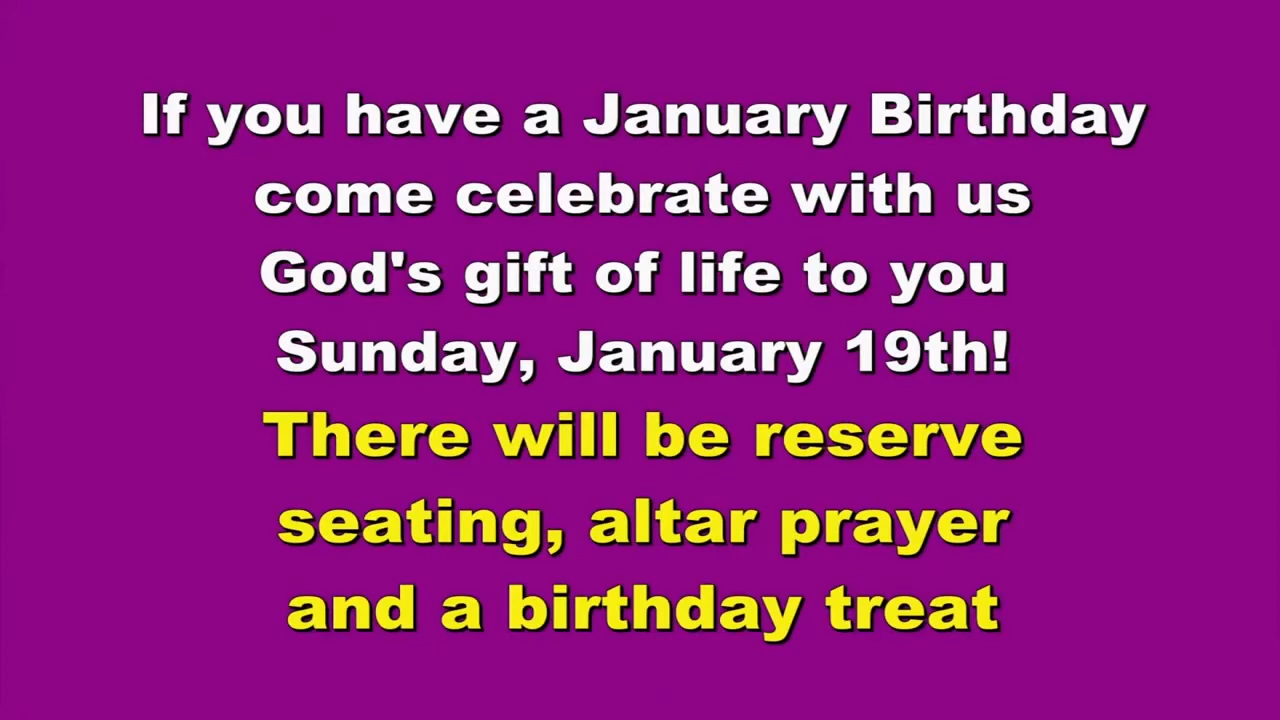 If you have a January Birthday
come celebrate with us
God's gift of life to you
Sunday, January 19th!
There will be reserve
seating, altar prayer
and a birthday treat